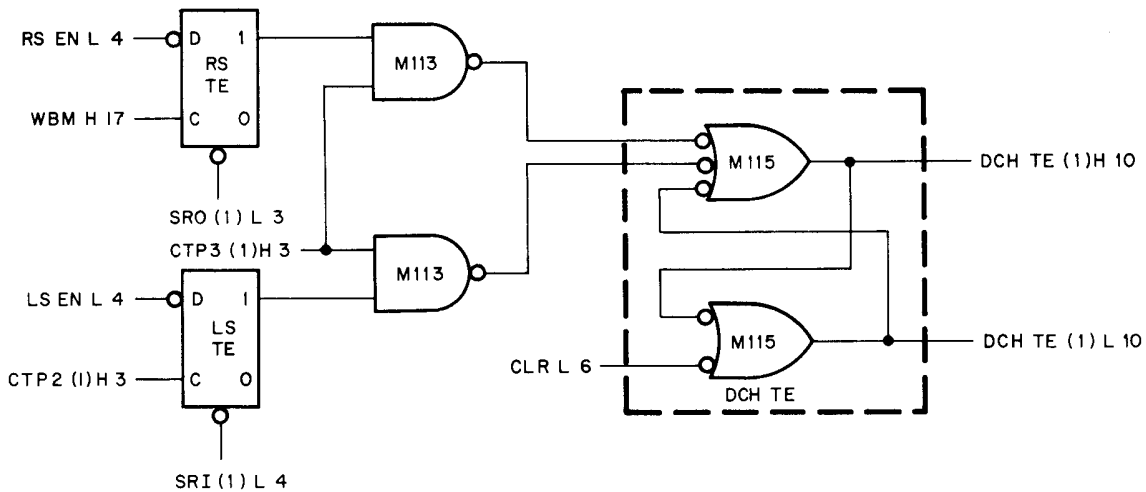 RS EN L 4
D 1
RS
TE
WBM H 17
C 0
SRO (1) L 3
M113
CTP3 (1) H 3
M113
LS EN L 4
D 1
LS
TE
CTP2 (1) H 3
C 0
SRI (1) L 4
M115
DCH TE (1) H 10
M115
DCH TE (1) L 10
CLR L 6
DCH TE